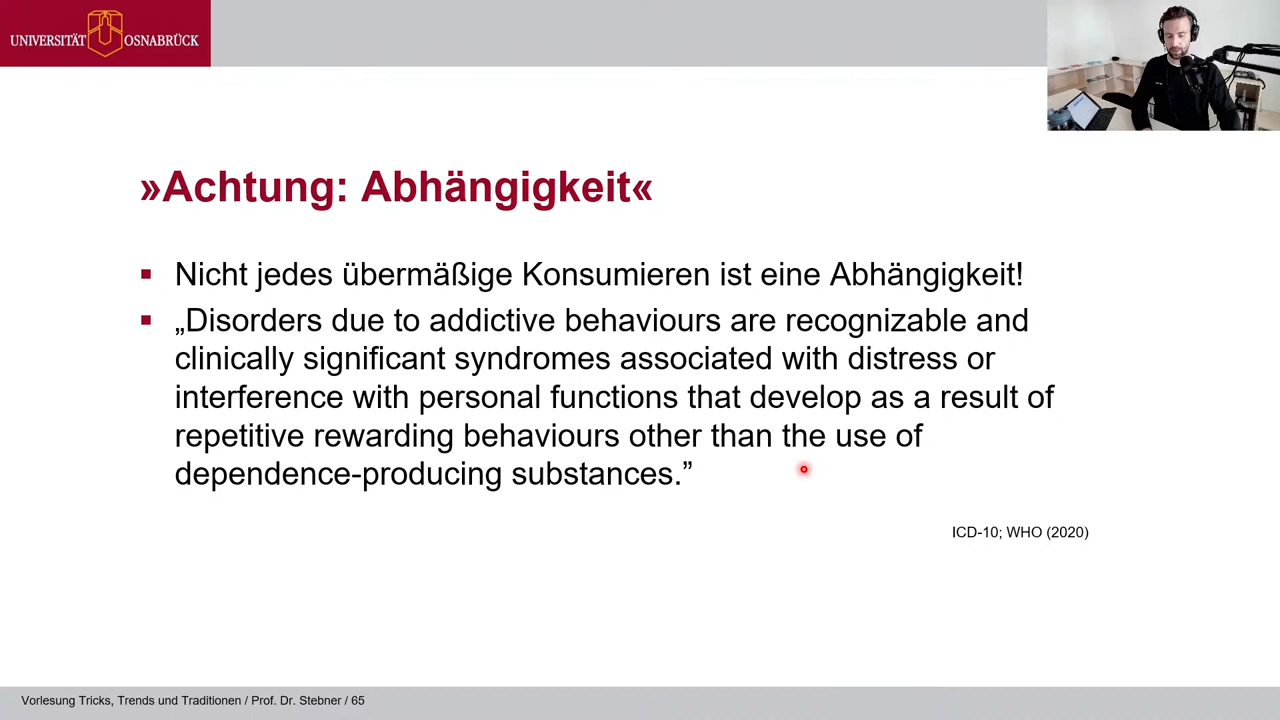 UNIVERSITÄT OSNABRÜCK
»Achtung: Abhängigkeit«
Nicht jedes übermäßige Konsumieren ist eine Abhängigkeit!
„Disorders due to addictive behaviours are recognizable and
clinically significant syndromes associated with distress or
interference with personal functions that develop as a result of
repetitive rewarding behaviours other than the use of
dependence-producing substances.”
ICD-10; WHO (2020)
Vorlesung Tricks, Trends und Traditionen / Prof. Dr. Stebner / 65